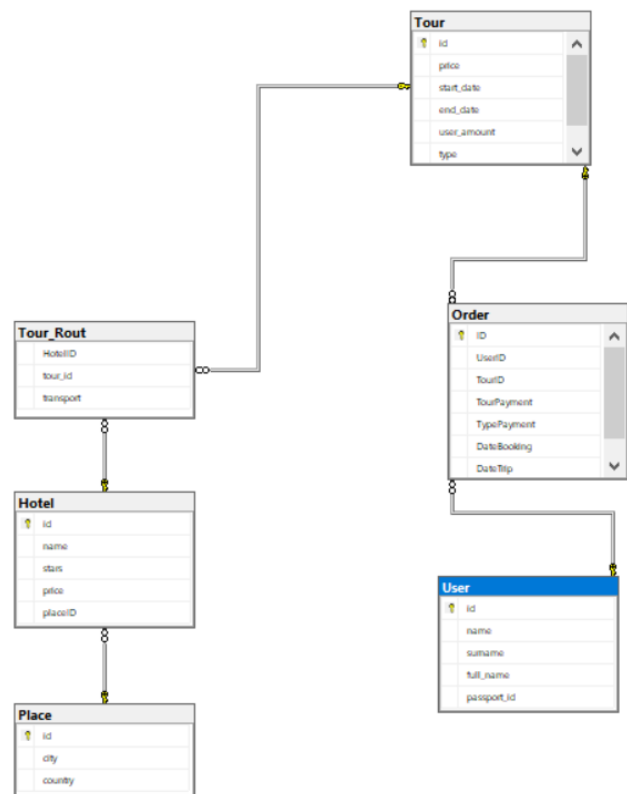 Tour
id
price
start_date
end_date
user_amount
type
Tour_Rout
HotelID
tour_id
transport
Order
ID
UserID
TourID
TourPayment
TypePayment
DateBooking
DateTrip
Hotel
id
name
stars
price
placeID
User
id
name
surname
full_name
passport_id
Place
id
city
country